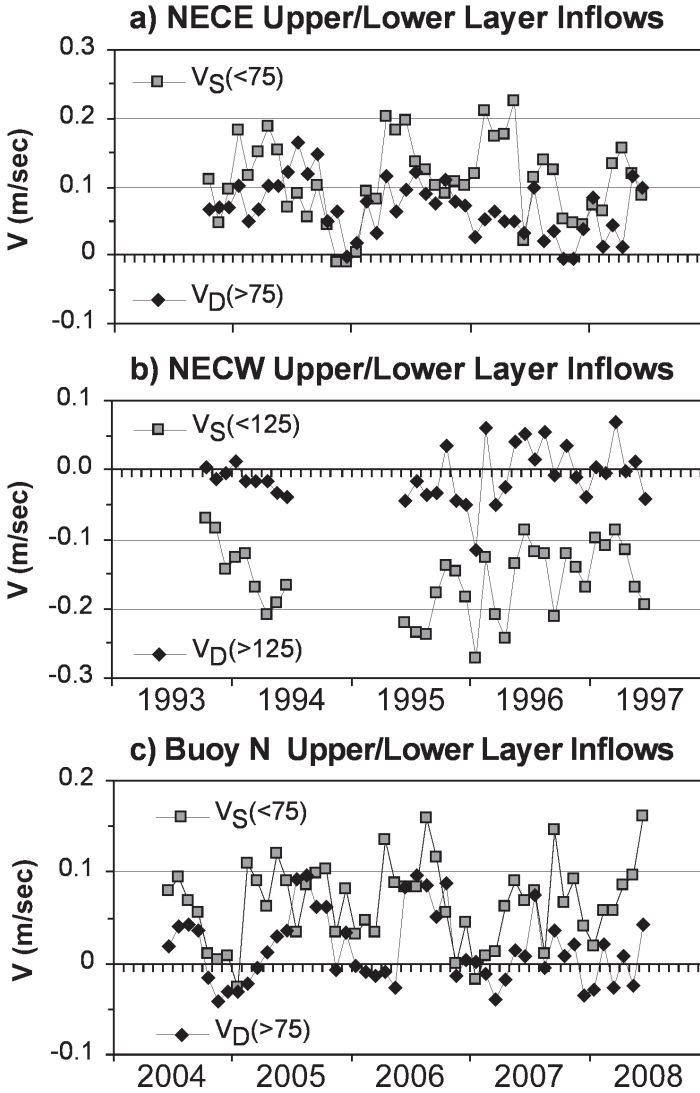 a) NECE Upper/Lower Layer Inflows
0.3
VS(<75)
0.2
0.1
0
VD(>75)
-0.1
V (m/sec)
b) NECW Upper/Lower Layer Inflows
0.1
VS(<125)
0.0
-0.1
-0.2
VD(>125)
-0.3
V (m/sec)
1993 1994 1995 1996 1997
c) Buoy N Upper/Lower Layer Inflows
0.2
VS(<75)
0.1
0
VD(>75)
-0.1
V (m/sec)
2004 2005 2006 2007 2008